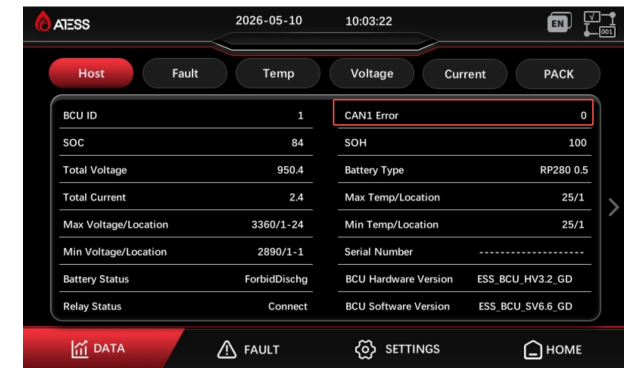 ATESS 2026-05-10 10:03:22 EN 001
Host Fault Temp Voltage Current PACK
BCU ID 1 CAN1 Error 0
SOC 84 SOH 100
Total Voltage 950.4 Battery Type RP280 0.5
Total Current 2.4 Max Temp/Location 25/1
Max Voltage/Location 3360/1-24 Min Temp/Location 25/1
Min Voltage/Location 2890/1-1 Serial Number --------------------
Battery Status ForbidDischg BCU Hardware Version ESS_BCU_HV3.2_GD
Relay Status Connect BCU Software Version ESS_BCU_SV6.6_GD
DATA FAULT SETTINGS HOME